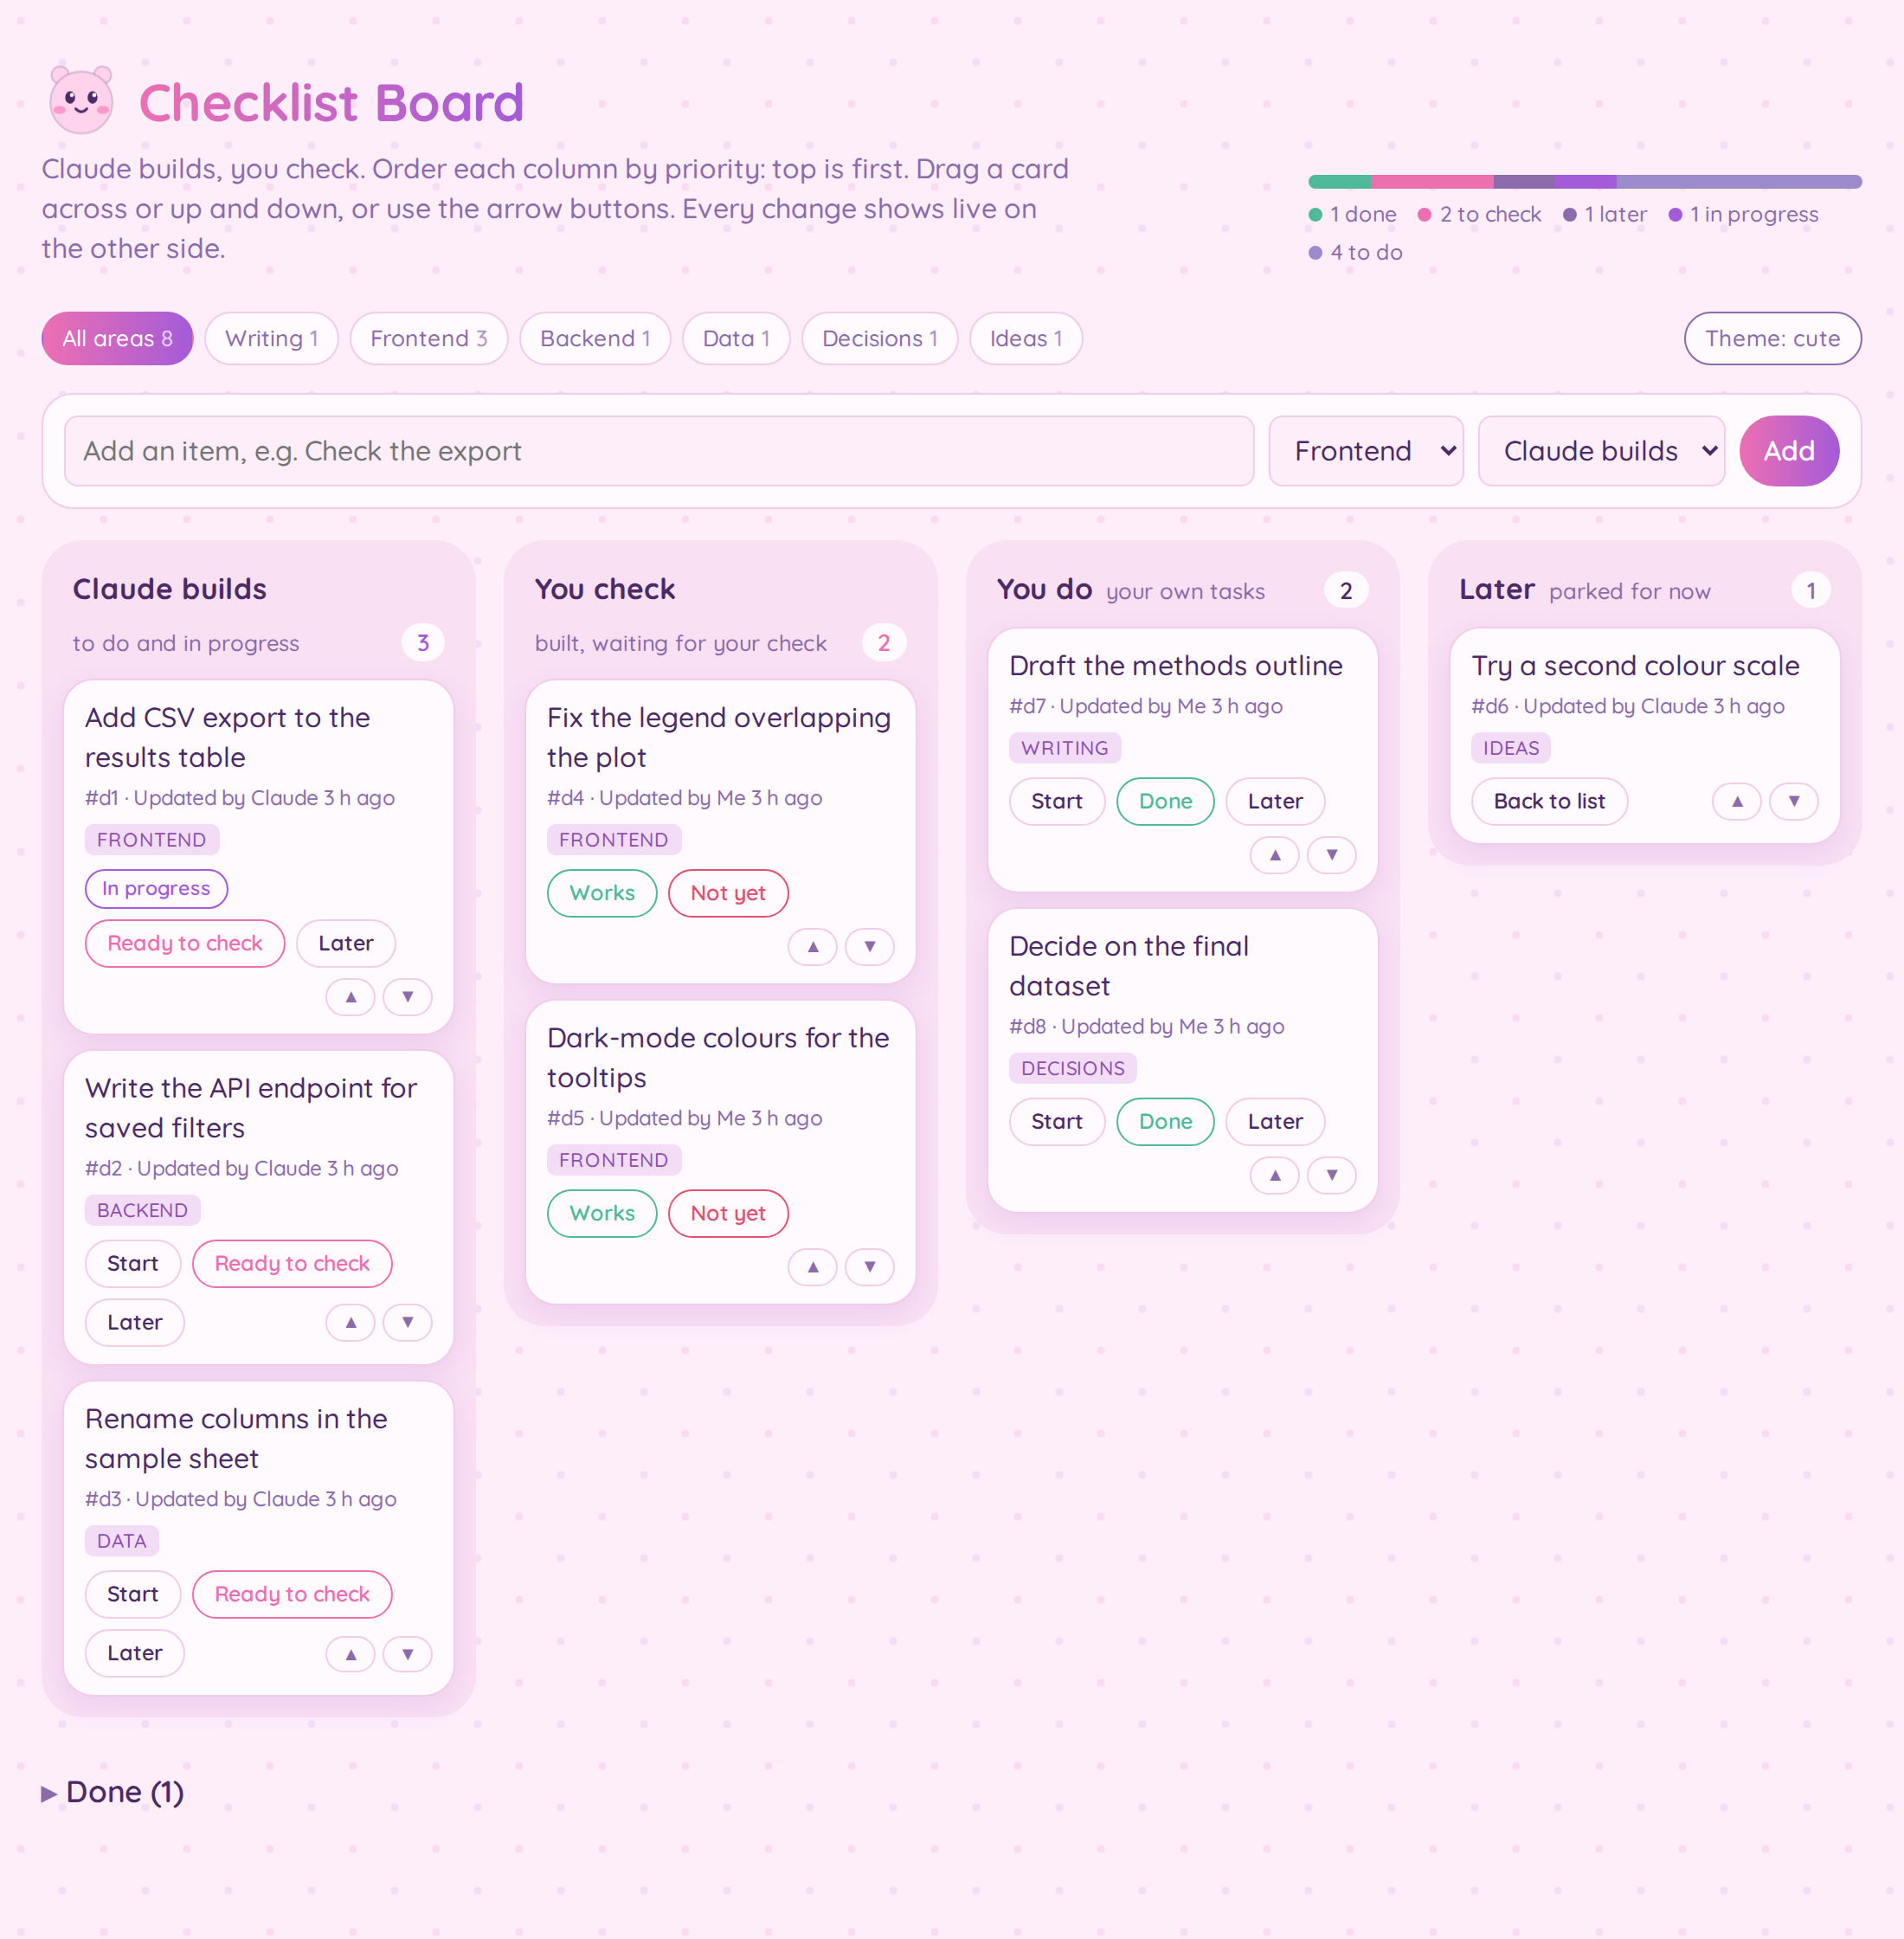 Checklist Board
Claude builds, you check. Order each column by priority: top is first. Drag a card
across or up and down, or use the arrow buttons. Every change shows live on
the other side.
1 done 2 to check 1 later 1 in progress
4 to do
All areas 8 Writing 1 Frontend 3 Backend 1 Data 1 Decisions 1 Ideas 1 Theme: cute
Add an item, e.g. Check the export Frontend Claude builds Add
Claude builds
to do and in progress 3
Add CSV export to the
results table
#d1 · Updated by Claude 3 h ago
FRONTEND
In progress
Ready to check Later
▲ ▼
Write the API endpoint for
saved filters
#d2 · Updated by Claude 3 h ago
BACKEND
Start Ready to check
Later ▲ ▼
Rename columns in the
sample sheet
#d3 · Updated by Claude 3 h ago
DATA
Start Ready to check
Later ▲ ▼
You check
built, waiting for your check 2
Fix the legend overlapping
the plot
#d4 · Updated by Me 3 h ago
FRONTEND
Works Not yet
▲ ▼
Dark-mode colours for the
tooltips
#d5 · Updated by Me 3 h ago
FRONTEND
Works Not yet
▲ ▼
You do your own tasks 2
Draft the methods outline
#d7 · Updated by Me 3 h ago
WRITING
Start Done Later
▲ ▼
Decide on the final
dataset
#d8 · Updated by Me 3 h ago
DECISIONS
Start Done Later
▲ ▼
Later parked for now 1
Try a second colour scale
#d6 · Updated by Claude 3 h ago
IDEAS
Back to list ▲ ▼
▶ Done (1)